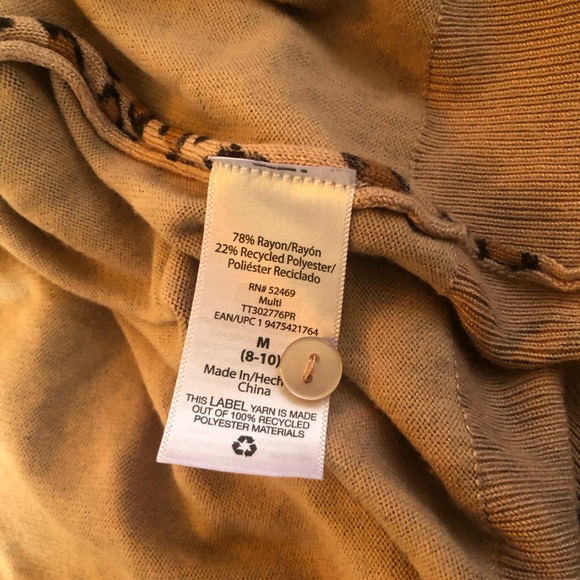 78% Rayon/Rayón
22% Recycled Polyester/
Poliéster Reciclado
RN# 52469
Multi
TT302776PR
EAN/UPC 1 9475421764
M
(8-10)
Made In/Hech
China
THIS LABEL YARN IS MADE
OUT OF 100% RECYCLED
POLYESTER MATERIALS